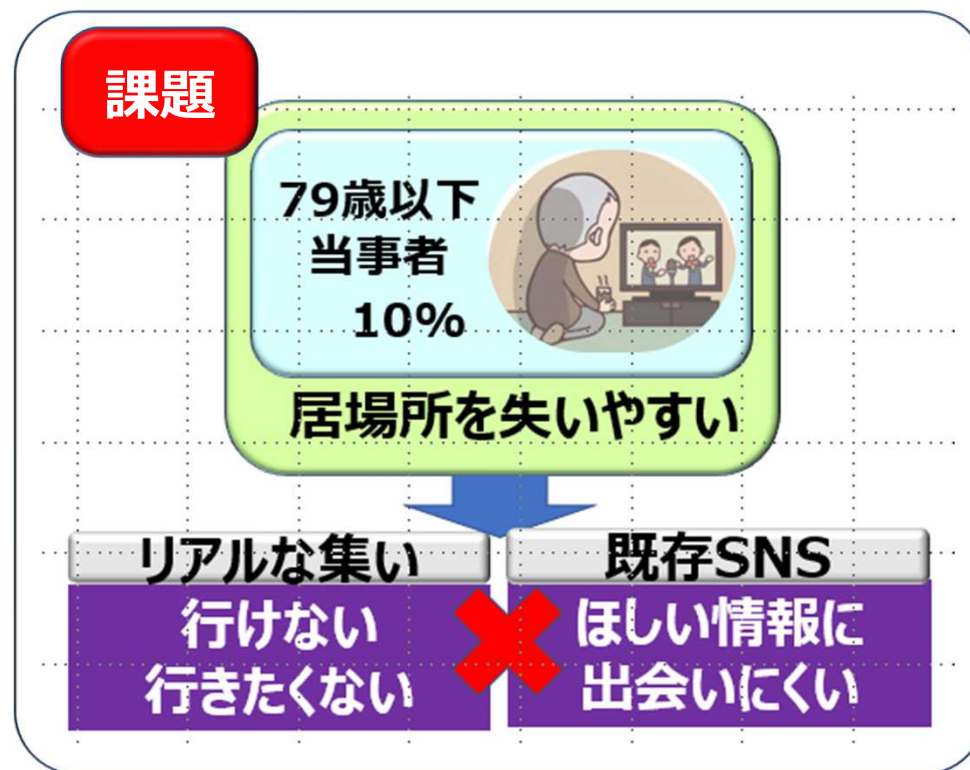 課題
79歳以下
当事者
10%
居場所を失いやすい
リアルな集い
行けない
行きたくない
既存SNS
ほしい情報に
出会いにくい